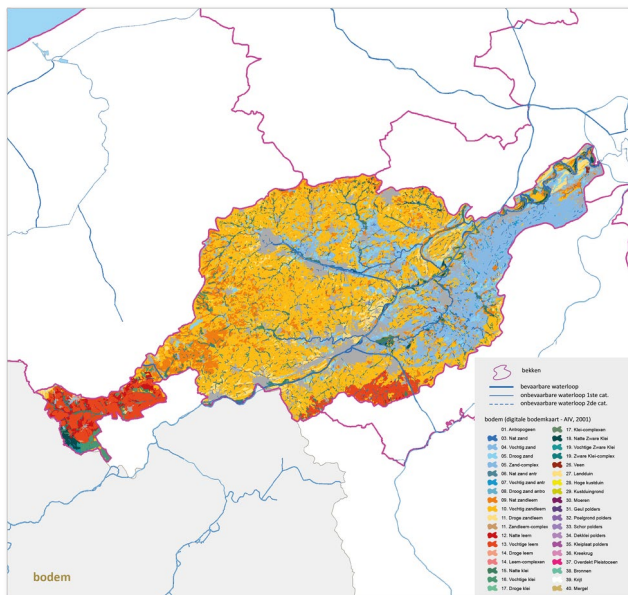 bekken
bevaarbare waterloop
onbevaarbare waterloop 1ste cat.
onbevaarbare waterloop 2de cat.
bodem (digitale bodemkaart - AIV, 2001)
01. Antropogeen
03. Nat zand
04. Vochtig zand
05. Droog zand
05. Zand-complex
06. Nat zand antr
07. Vochtig zand antr
08. Droog zand antro
09. Nat zandleem
10. Vochtig zandleem
11. Droge zandleem
11. Zandleem-complex
12. Natte leem
13. Vochtige leem
14. Droge leem
14. Leem-complexen
15. Natte klei
16. Vochtige klei
17. Droge klei
17. Klei-complexen
18. Natte Zware Klei
19. Vochtige Zware Klei
19. Zware Klei-complex
26. Veen
27. Landduin
28. Hoge kustduin
29. Kustduingrond
30. Moeren
31. Geul polders
32. Poelgrond polders
33. Schor polders
34. Dekklei polders
35. Kleiplaat polders
36. Kreekrug
37. Overdekt Pleistoceen
38. Bronnen
39. Krijt
40. Mergel
bodem